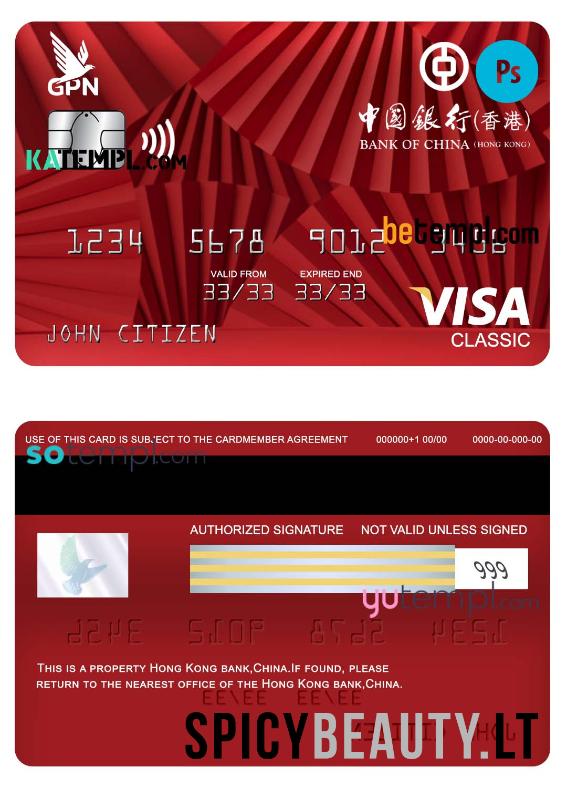 GPN
Ps
中國銀行(香港)
BANK OF CHINA (HONG KONG)
KATEMPL.COM
betempl.com
1234 5678 9012 3456
VALID FROM EXPIRED END
33/33 33/33
VISA
JOHN CITIZEN
CLASSIC
USE OF THIS CARD IS SUBJECT TO THE CARDMEMBER AGREEMENT 000000+1 00/00 0000-00-000-00
sotempl.com
AUTHORIZED SIGNATURE NOT VALID UNLESS SIGNED
999
yutempl.com
THIS IS A PROPERTY HONG KONG BANK,CHINA.IF FOUND, PLEASE
RETURN TO THE NEAREST OFFICE OF THE HONG KONG BANK,CHINA.
SPICYBEAUTY.LT